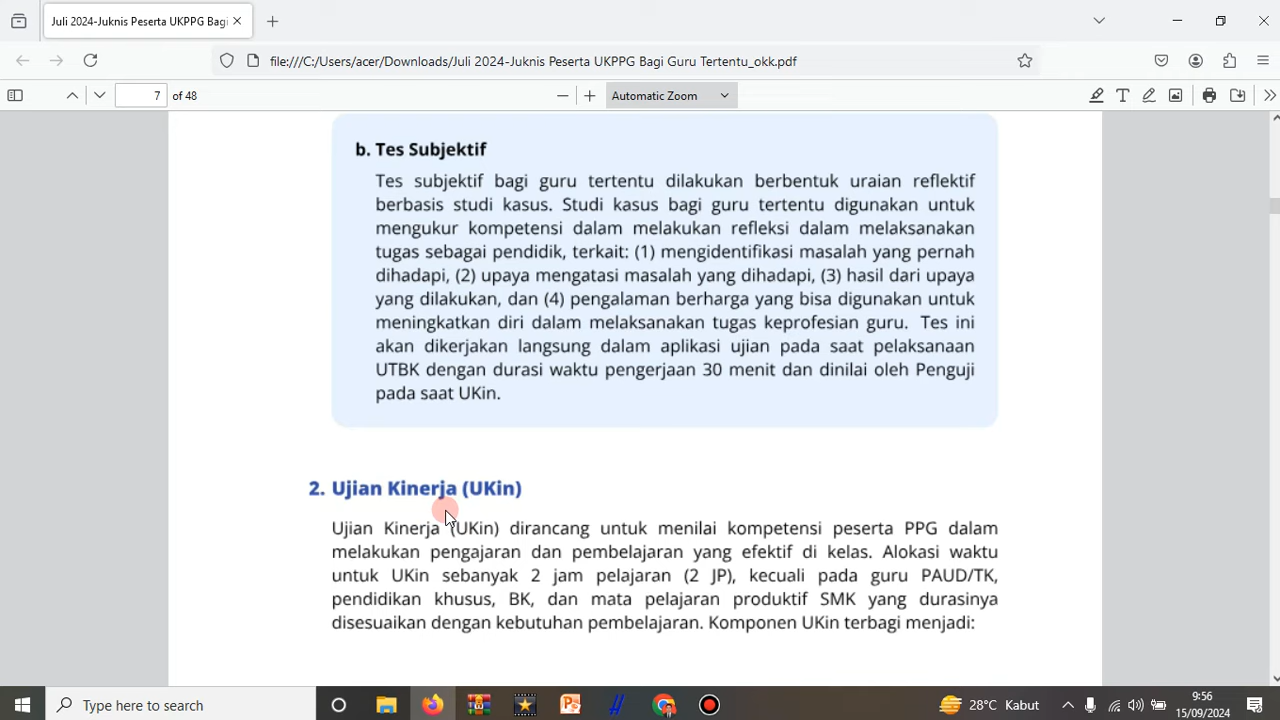 Juli 2024-Juknis Peserta UKPPG Bagi
file:///C:/Users/acer/Downloads/Juli 2024-Juknis Peserta UKPPG Bagi Guru Tertentu_okk.pdf
7 of 48
Automatic Zoom
b. Tes Subjektif
Tes subjektif bagi guru tertentu dilakukan berbentuk uraian reflektif
berbasis studi kasus. Studi kasus bagi guru tertentu digunakan untuk
mengukur kompetensi dalam melakukan refleksi dalam melaksanakan
tugas sebagai pendidik, terkait: (1) mengidentifikasi masalah yang pernah
dihadapi, (2) upaya mengatasi masalah yang dihadapi, (3) hasil dari upaya
yang dilakukan, dan (4) pengalaman berharga yang bisa digunakan untuk
meningkatkan diri dalam melaksanakan tugas keprofesian guru. Tes ini
akan dikerjakan langsung dalam aplikasi ujian pada saat pelaksanaan
UTBK dengan durasi waktu pengerjaan 30 menit dan dinilai oleh Penguji
pada saat UKin.
2. Ujian Kinerja (UKin)
Ujian Kinerja (UKin) dirancang untuk menilai kompetensi peserta PPG dalam
melakukan pengajaran dan pembelajaran yang efektif di kelas. Alokasi waktu
untuk UKin sebanyak 2 jam pelajaran (2 JP), kecuali pada guru PAUD/TK,
pendidikan khusus, BK, dan mata pelajaran produktif SMK yang durasinya
disesuaikan dengan kebutuhan pembelajaran. Komponen UKin terbagi menjadi:
Type here to search
28°C Kabut
9:56
15/09/2024